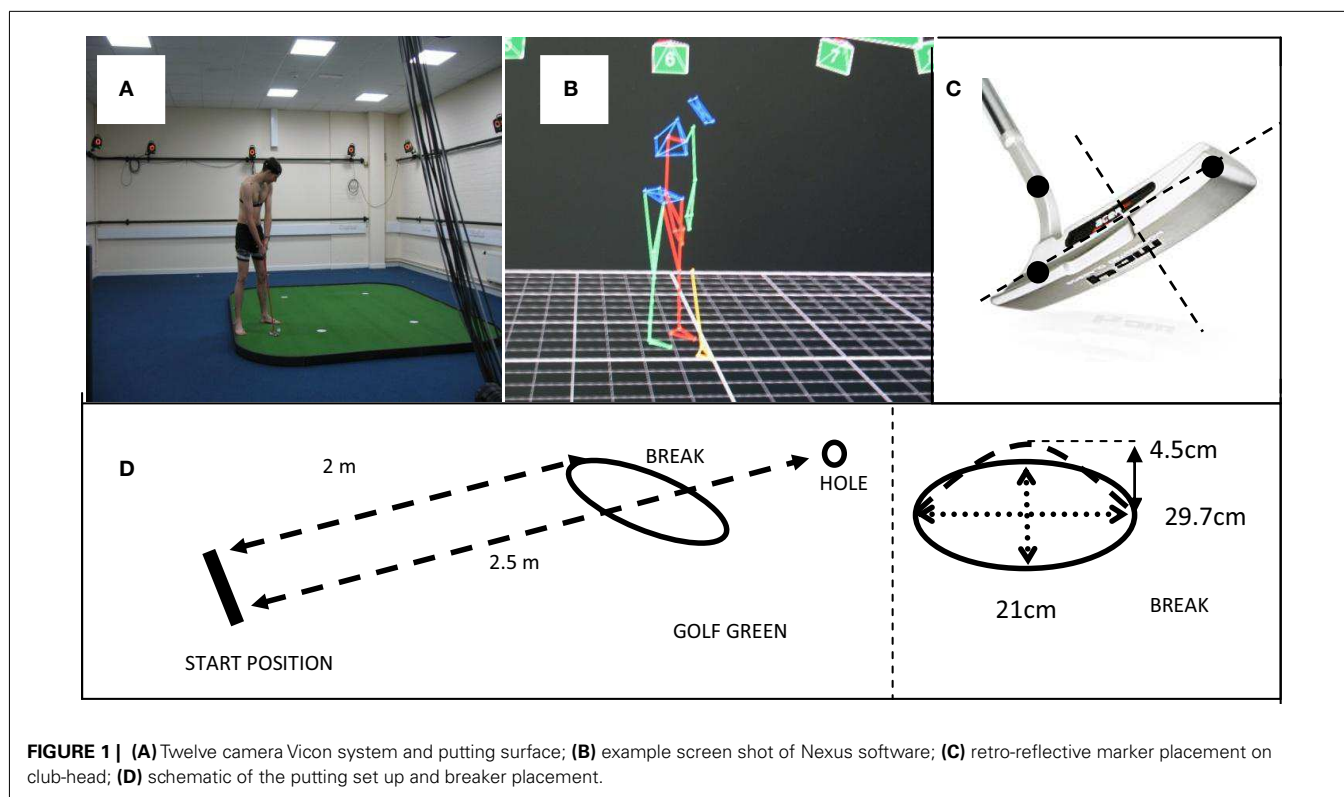 A
B
6
C
D
2 m
BREAK
HOLE
2.5 m
GOLF GREEN
START POSITION
4.5cm
29.7cm
21cm
BREAK
FIGURE 1 | (A) Twelve camera Vicon system and putting surface; (B) example screen shot of Nexus software; (C) retro-reflective marker placement on
club-head; (D) schematic of the putting set up and breaker placement.